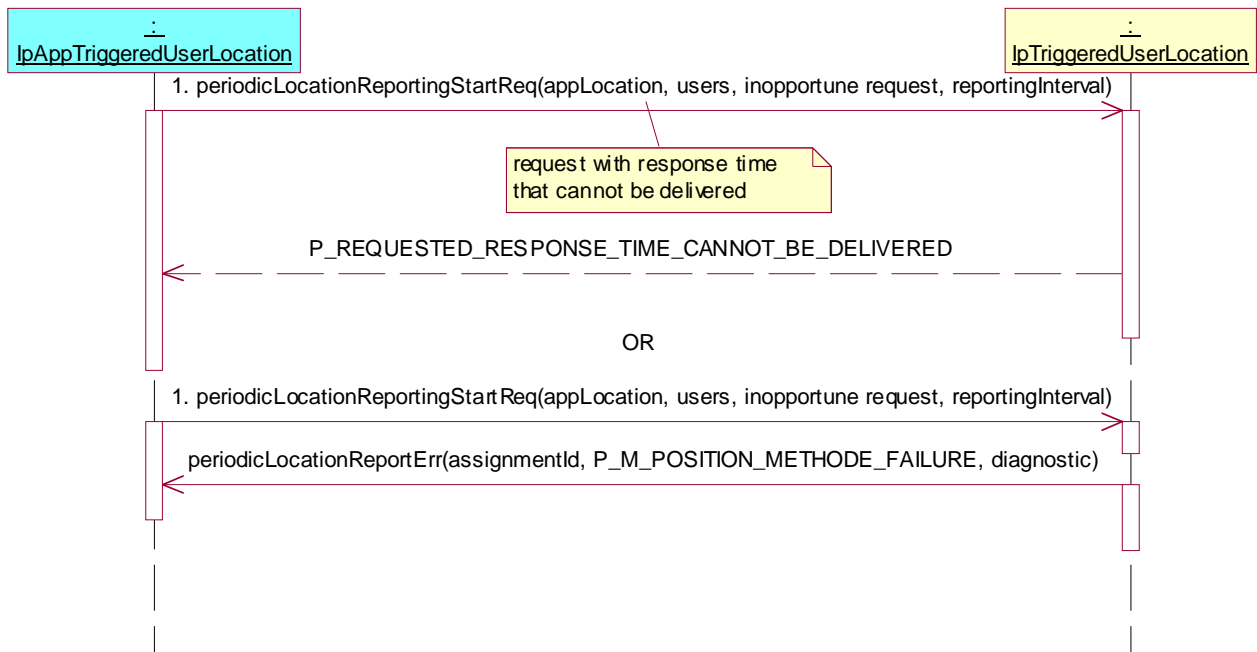 :
IpAppTriggeredUserLocation
:
IpTriggeredUserLocation
1. periodicLocationReportingStartReq(appLocation, users, inopportune request, reportingInterval)
request with response time
that cannot be delivered
P_REQUESTED_RESPONSE_TIME_CANNOT_BE_DELIVERED
OR
1. periodicLocationReportingStartReq(appLocation, users, inopportune request, reportingInterval)
periodicLocationReportErr(assignmentId, P_M_POSITION_METHODE_FAILURE, diagnostic)